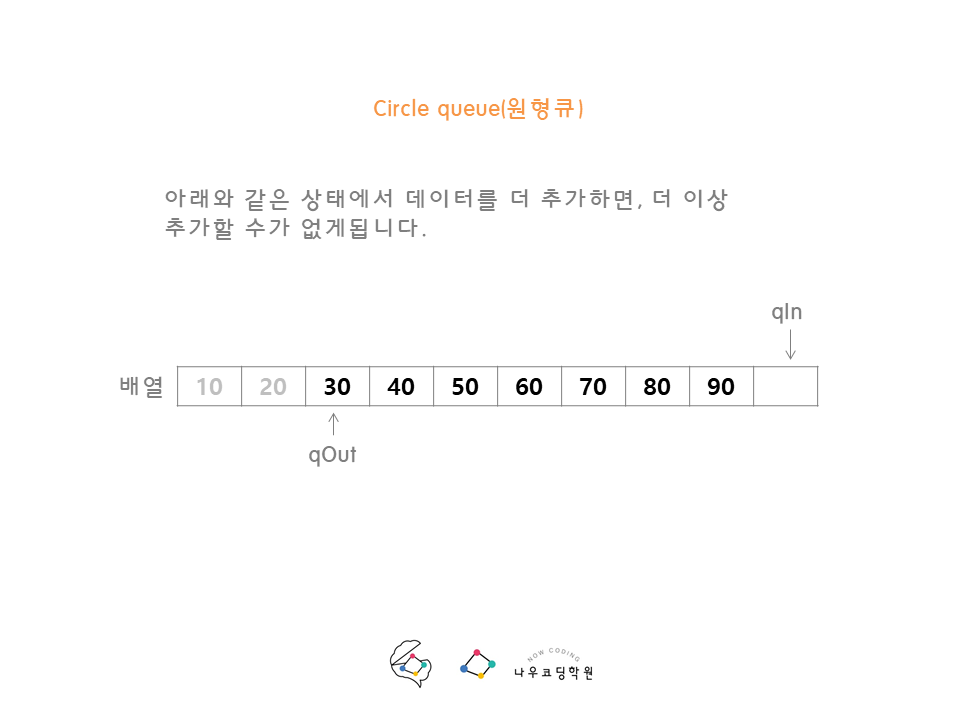 Circle queue(원형큐)
아래와 같은 상태에서 데이터를 더 추가하면, 더 이상
추가할 수가 없게됩니다.
qIn
배열 10 20 30 40 50 60 70 80 90
qOut
NOW CODING
나우코딩학원